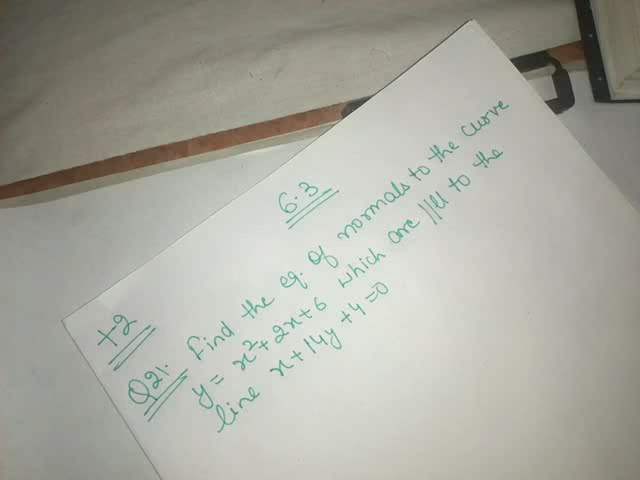 6.3
+2
Q21. Find the eq. of normals to the curve
y = x² + 2x + 6 which are ||el to the
line x + 14y + 4 = 0